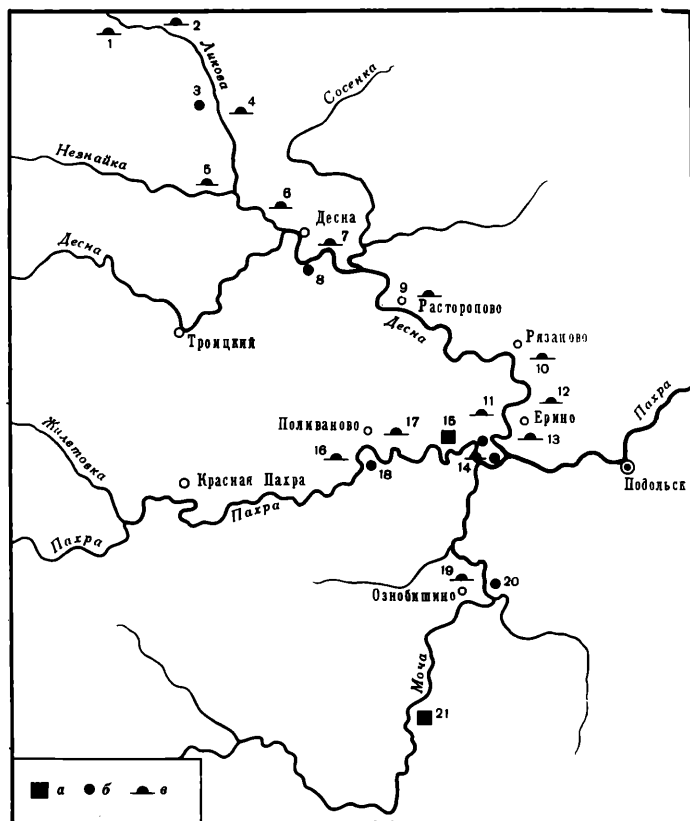 2
1
Ликова
Сосенка
3
4
Незнайка
5
6
Десна
7
Десна
8
9
Расторопово
Троицкий
Десна
Рязаново
10
11
12
Пахра
Жилетовка
Поливаново
17
15
Ерино
13
16
14
18
Подольск
Красная Пахра
Пахра
Пахра
19
20
Ознобишино
Моча
21
а б в